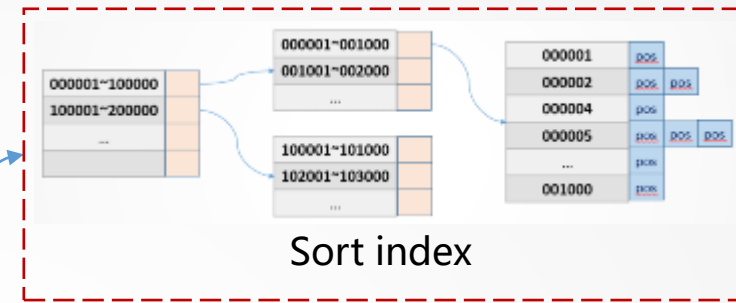 000001~100000
100001~200000
...
000001~001000
001001~002000
...
100001~101000
102001~103000
...
000001 pos
000002 pos pos
000004 pos
000005 pos pos pos
... pos
001000 pos
Sort index